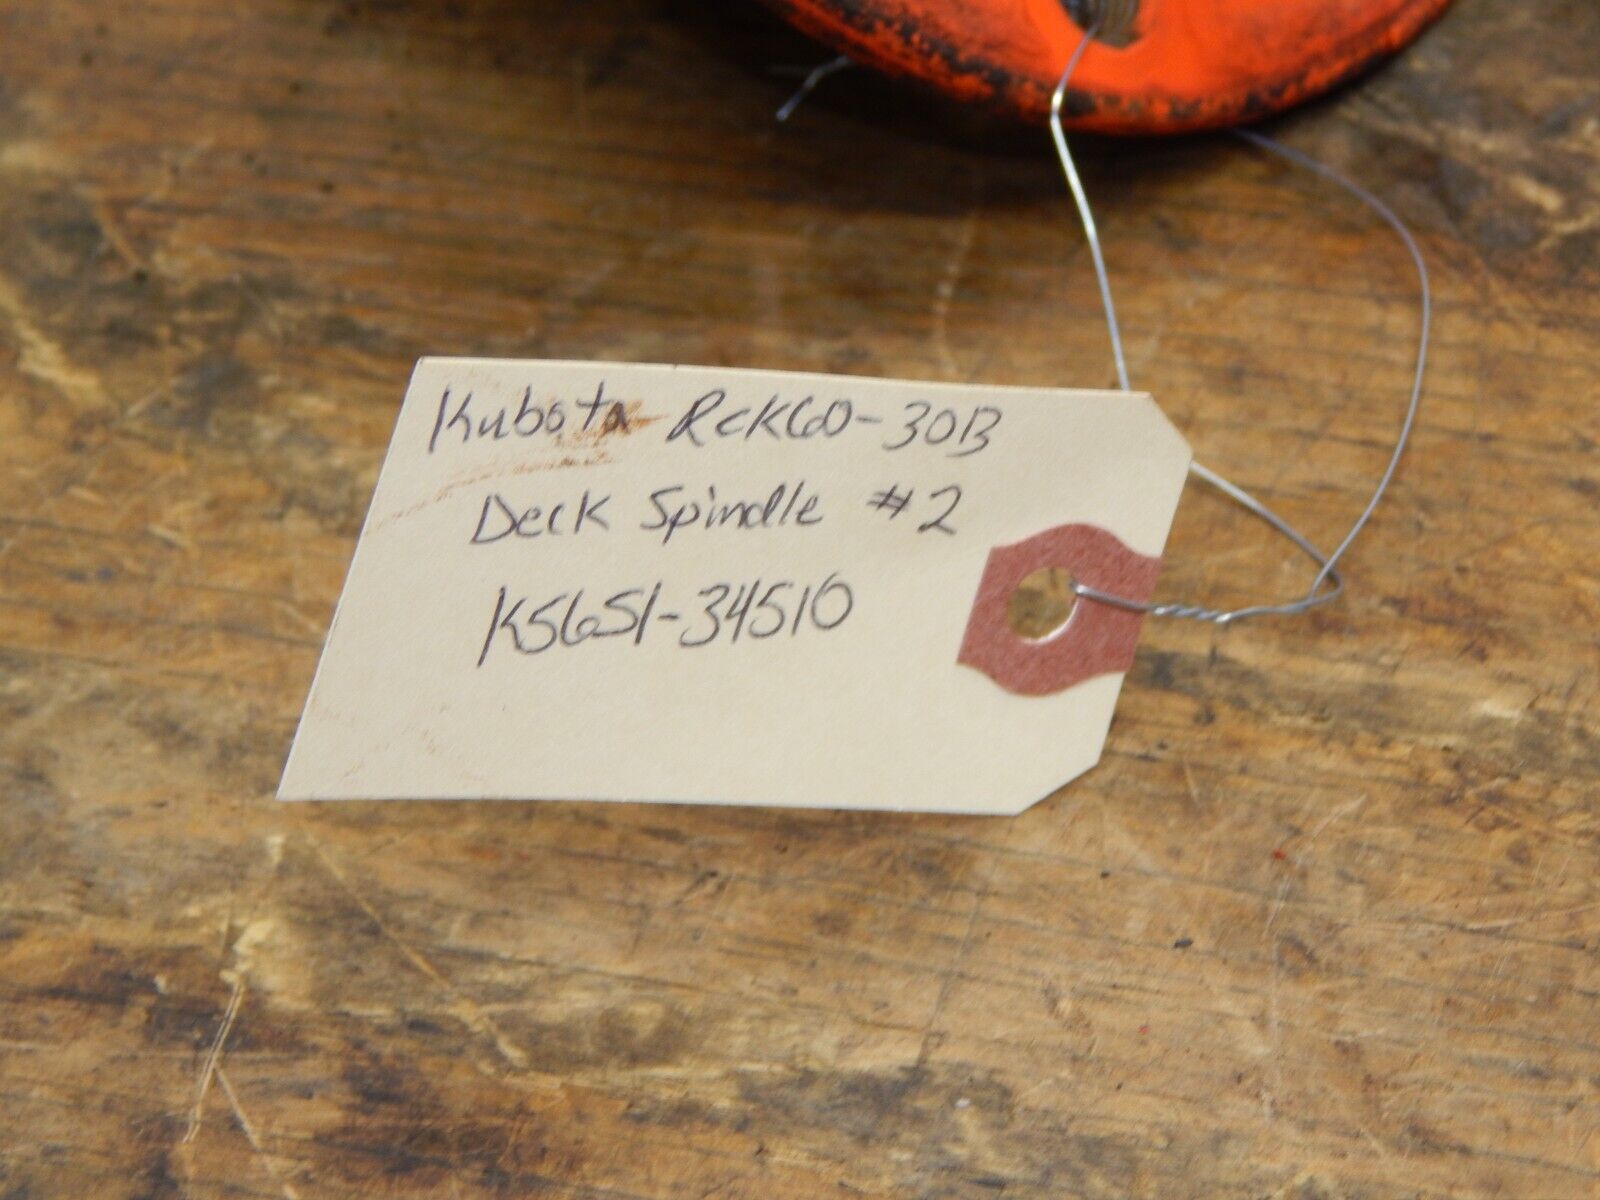 Kubota RCK60-30B
Deck Spindle #2
K5651-34510